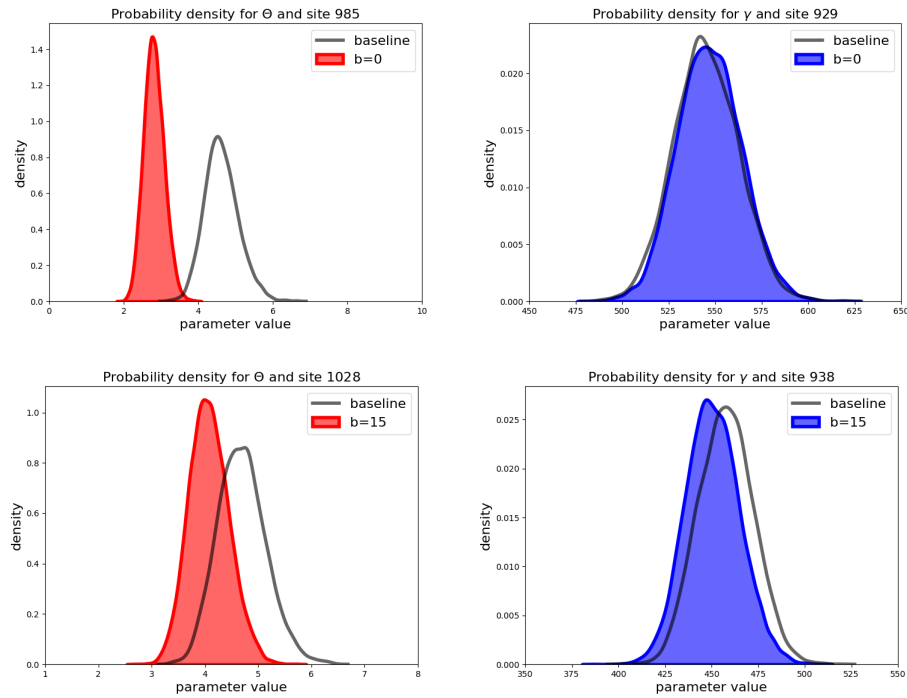 Probability density for Θ and site 985
density
1.4
1.2
1.0
0.8
0.6
0.4
0.2
0.0
baseline
b=0
0 2 4 6 8 10
parameter value
Probability density for γ and site 929
density
0.020
0.015
0.010
0.005
0.000
baseline
b=0
450 475 500 525 550 575 600 625 650
parameter value
Probability density for Θ and site 1028
density
1.0
0.8
0.6
0.4
0.2
0.0
baseline
b=15
1 2 3 4 5 6 7 8
parameter value
Probability density for γ and site 938
density
0.025
0.020
0.015
0.010
0.005
0.000
baseline
b=15
350 375 400 425 450 475 500 525 550
parameter value